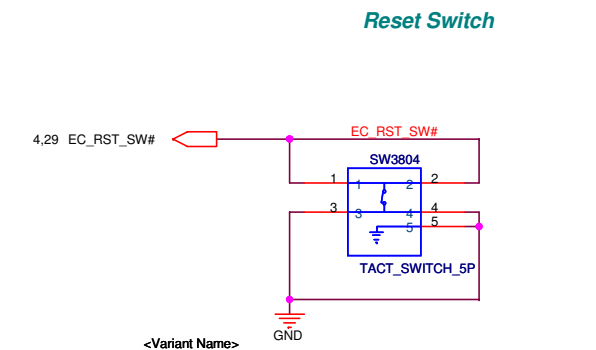 Reset Switch
4,29 EC_RST_SW#
EC_RST_SW#
SW3804
1 1 2 2
3 3 4 4
5 5
TACT_SWITCH_5P
GND
<Variant Name>